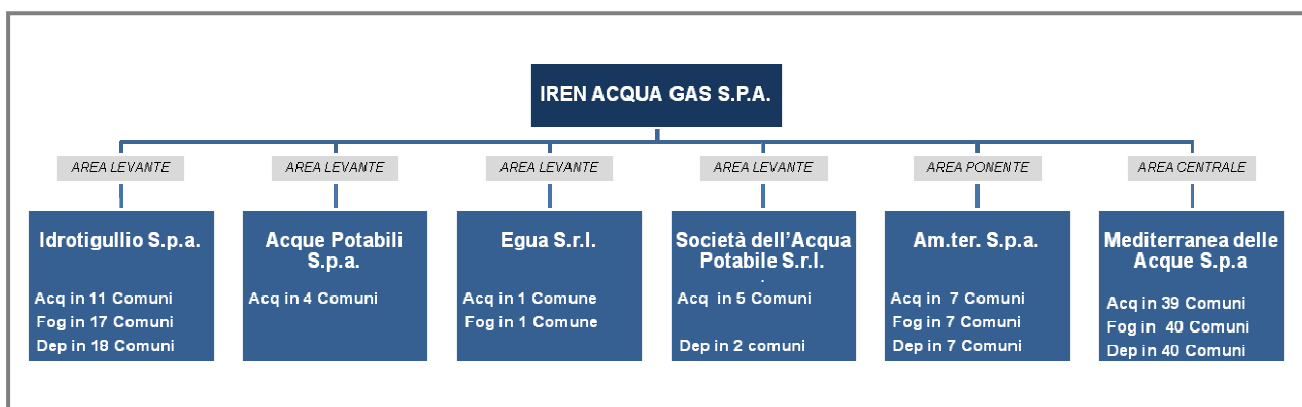 IREN ACQUA GAS S.P.A.
AREA LEVANTE
AREA LEVANTE
AREA LEVANTE
AREA LEVANTE
AREA PONENTE
AREA CENTRALE
Idrotigullio S.p.a.
Acq in 11 Comuni
Fog in 17 Comuni
Dep in 18 Comuni
Acque Potabili
S.p.a.
Acq in 4 Comuni
Egua S.r.l.
Acq in 1 Comune
Fog in 1 Comune
Società dell'Acqua
Potabile S.r.l.
Acq in 5 Comuni
Dep in 2 comuni
Am.ter. S.p.a.
Acq in 7 Comuni
Fog in 7 Comuni
Dep in 7 Comuni
Mediterranea delle
Acque S.p.a
Acq in 39 Comuni
Fog in 40 Comuni
Dep in 40 Comuni